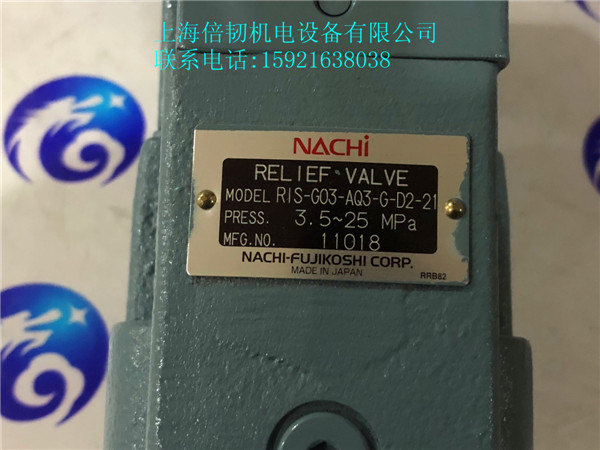 上海倍韧机电设备有限公司
联系电话:15921638038
NACHi
RELIEF VALVE
MODEL RIS-G03-AQ3-G-D2-21
PRESS. 3.5~25 MPa
MFG.NO. 11018
NACHI-FUJIKOSHI CORP.
MADE IN JAPAN
RRB82